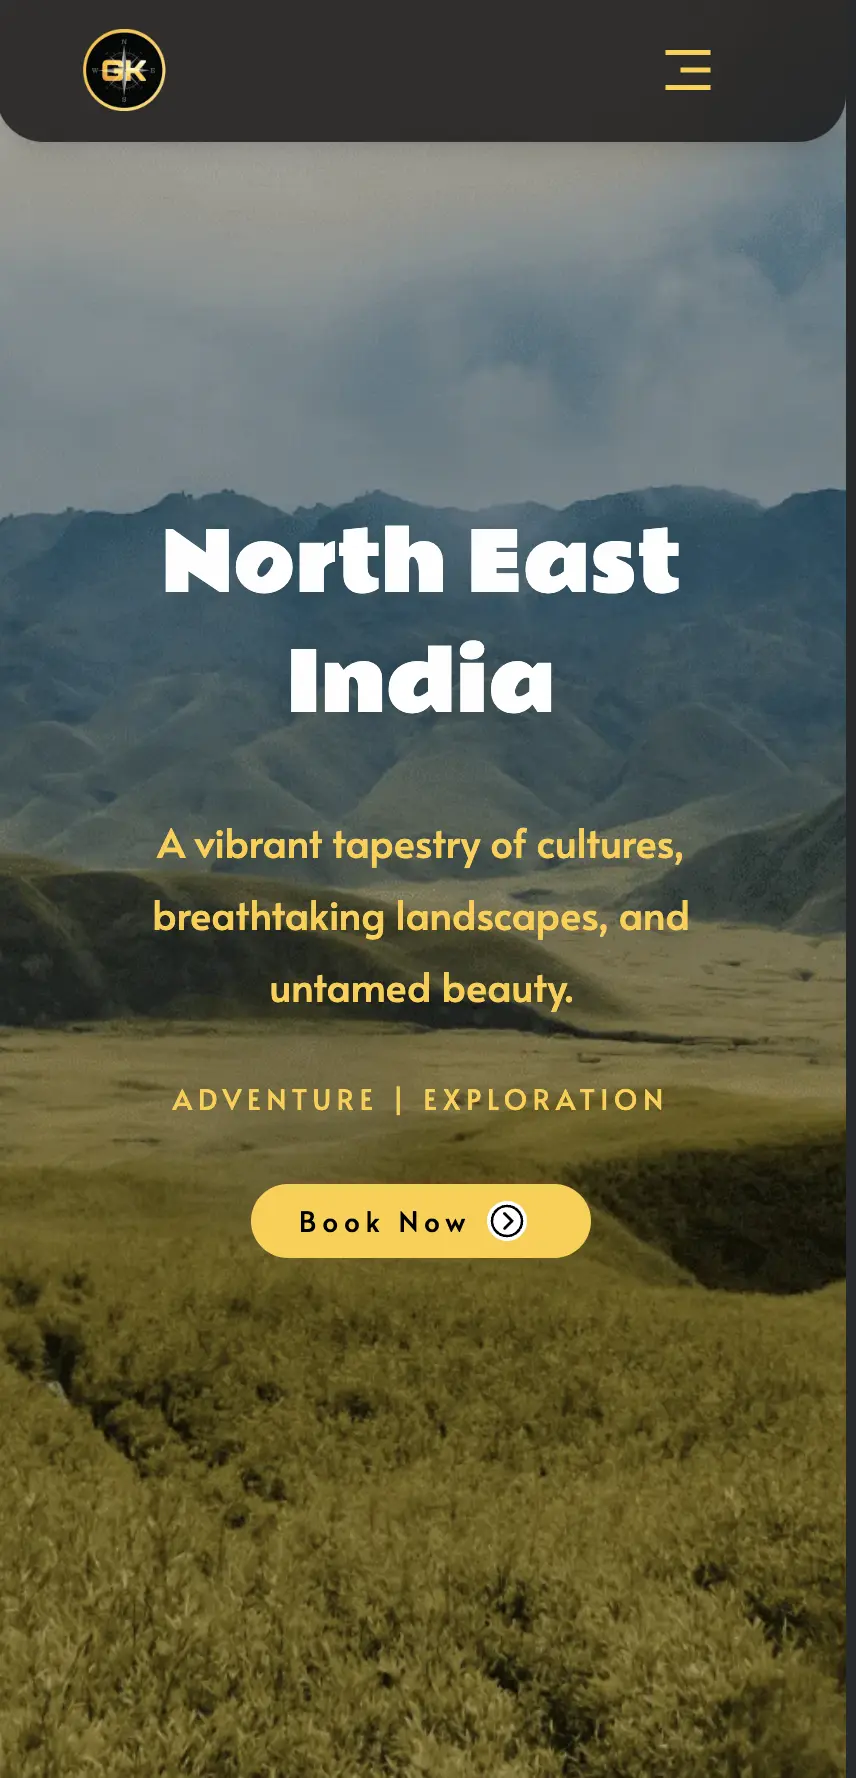 GK
North East
India
A vibrant tapestry of cultures,
breathtaking landscapes, and
untamed beauty.
ADVENTURE | EXPLORATION
Book Now